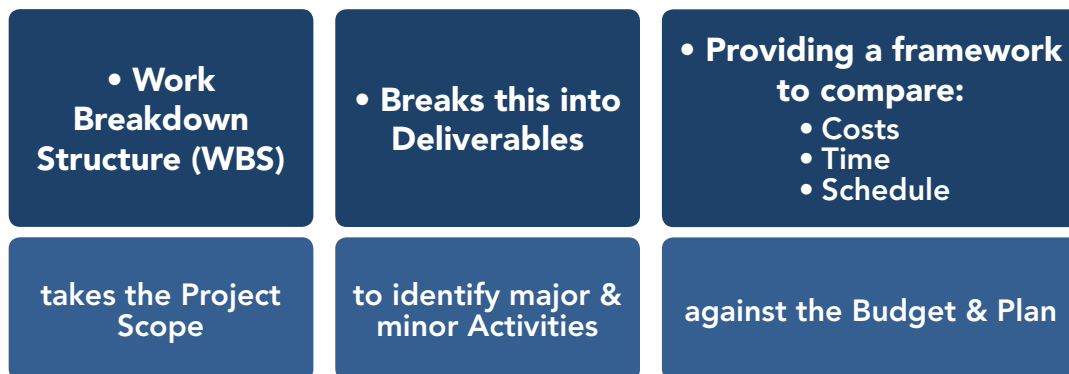 • Work
Breakdown
Structure (WBS)
takes the Project
Scope
• Breaks this into
Deliverables
to identify major &
minor Activities
• Providing a framework
to compare:
• Costs
• Time
• Schedule
against the Budget & Plan